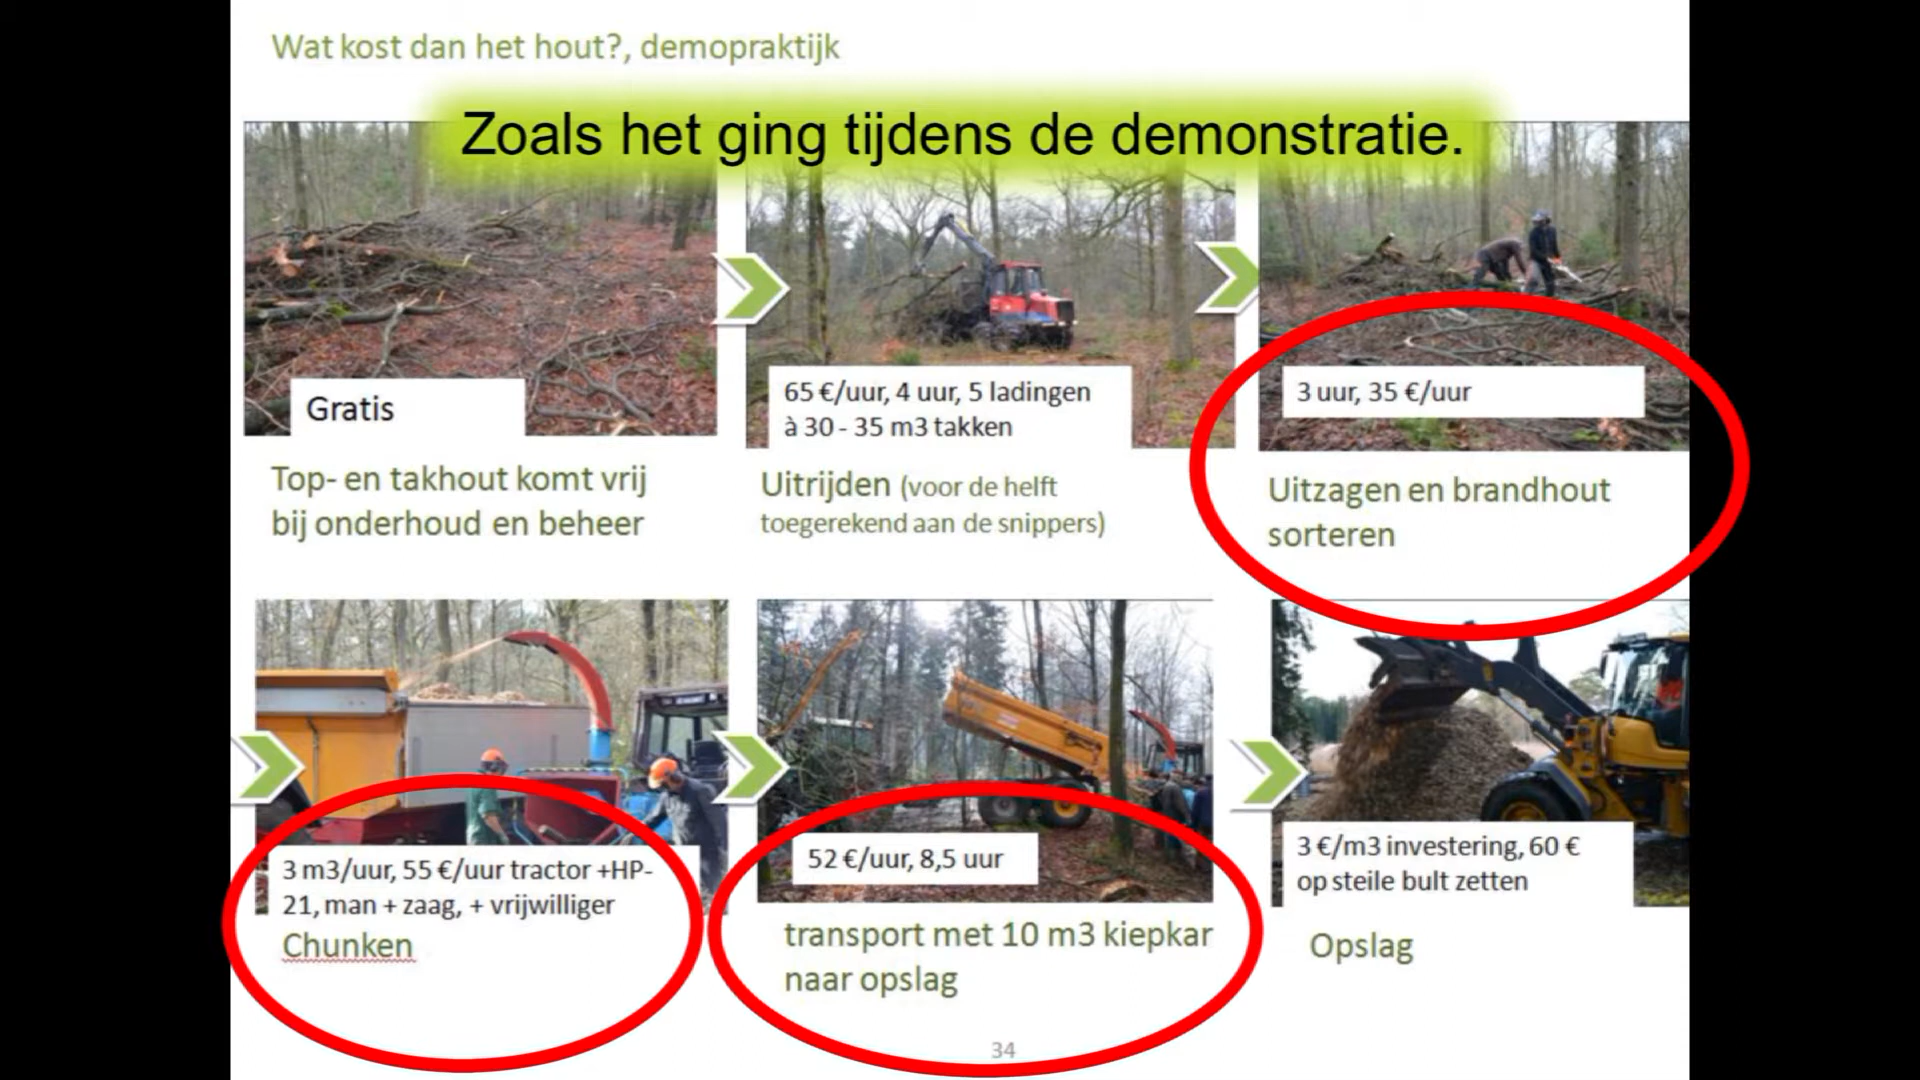 Wat kost dan het hout?, demopraktijk
Zoals het ging tijdens de demonstratie.
Gratis
Top- en takhout komt vrij
bij onderhoud en beheer
65 €/uur, 4 uur, 5 ladingen
à 30 - 35 m3 takken
Uitrijden (voor de helft
toegerekend aan de snippers)
3 uur, 35 €/uur
Uitzagen en brandhout
sorteren
3 m3/uur, 55 €/uur tractor +HP-
21, man + zaag, + vrijwilliger
Chunken
52 €/uur, 8,5 uur
transport met 10 m3 kiepkar
naar opslag
3 €/m3 investering, 60 €
op steile bult zetten
Opslag
34